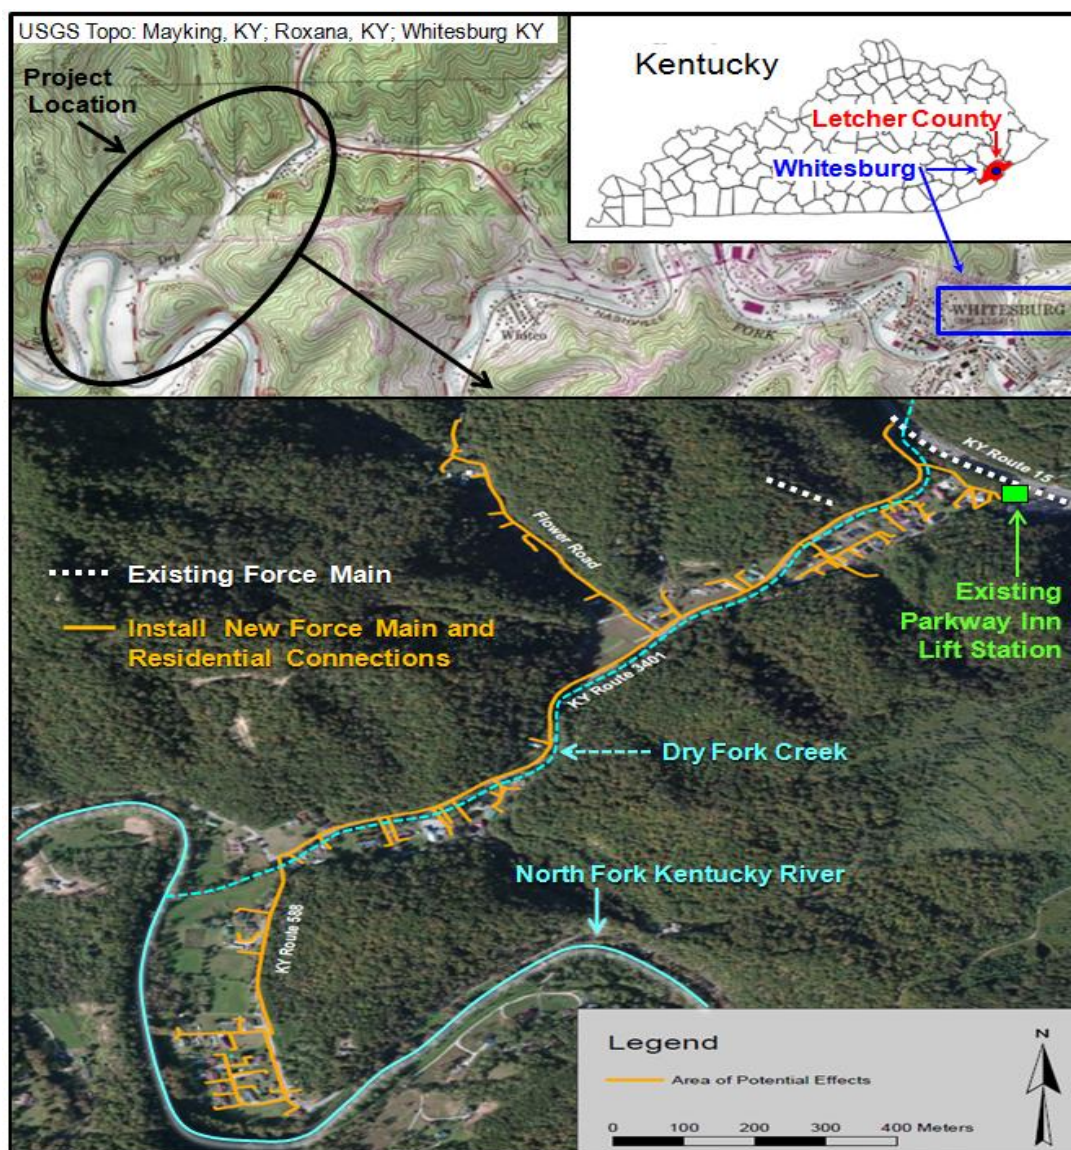 USGS Topo: Mayking, KY; Roxana, KY; Whitesburg KY
Project
Location
Kentucky
Letcher County
Whitesburg
Whitco
NASHVILLE
FORK
WHITESBURG
KY Route 15
Flower Road
Existing Force Main
Install New Force Main and
Residential Connections
Existing
Parkway Inn
Lift Station
KY Route 3401
Dry Fork Creek
North Fork Kentucky River
KY Route 588
Legend
Area of Potential Effects
N
0 100 200 300 400 Meters